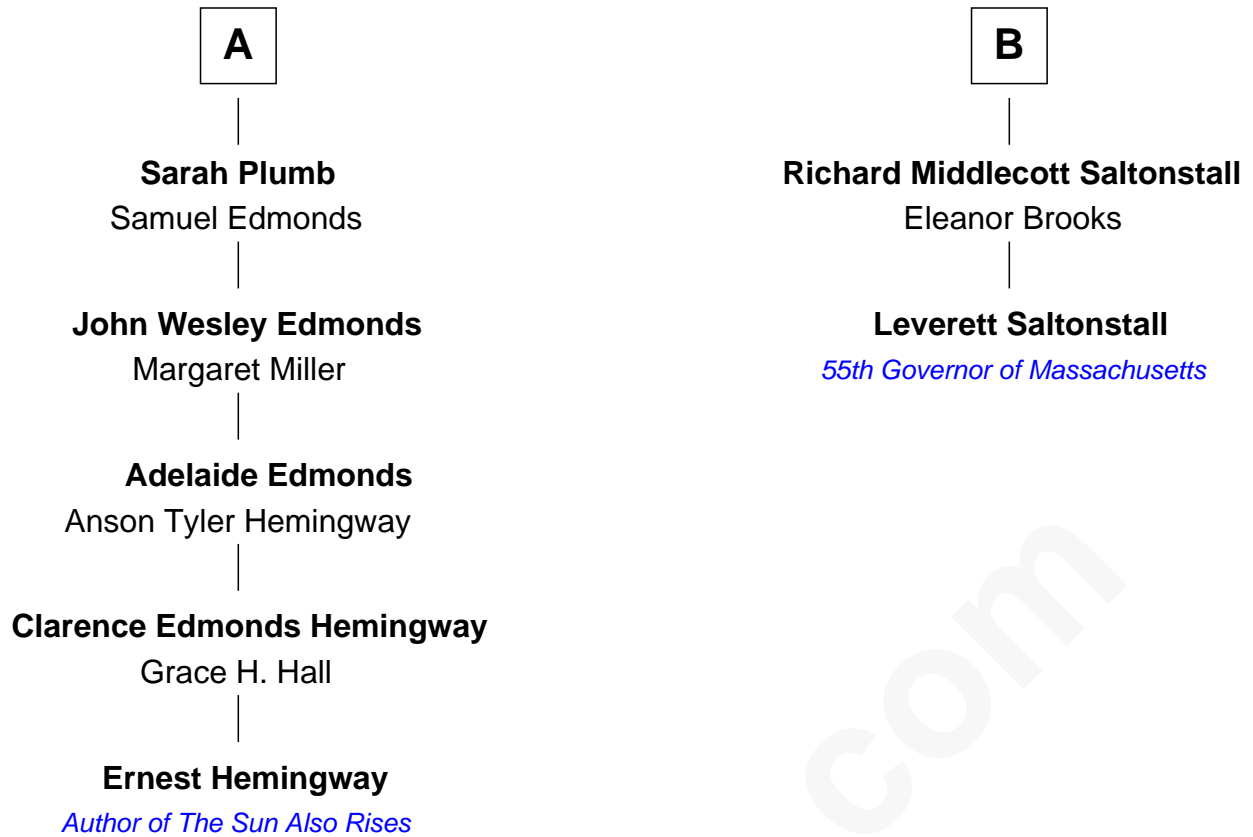 A
Sarah Plumb
Samuel Edmonds
John Wesley Edmonds
Margaret Miller
Adelaide Edmonds
Anson Tyler Hemingway
Clarence Edmonds Hemingway
Grace H. Hall
Ernest Hemingway
Author of The Sun Also Rises
B
Richard Middlecott Saltonstall
Eleanor Brooks
Leverett Saltonstall
55th Governor of Massachusetts
com